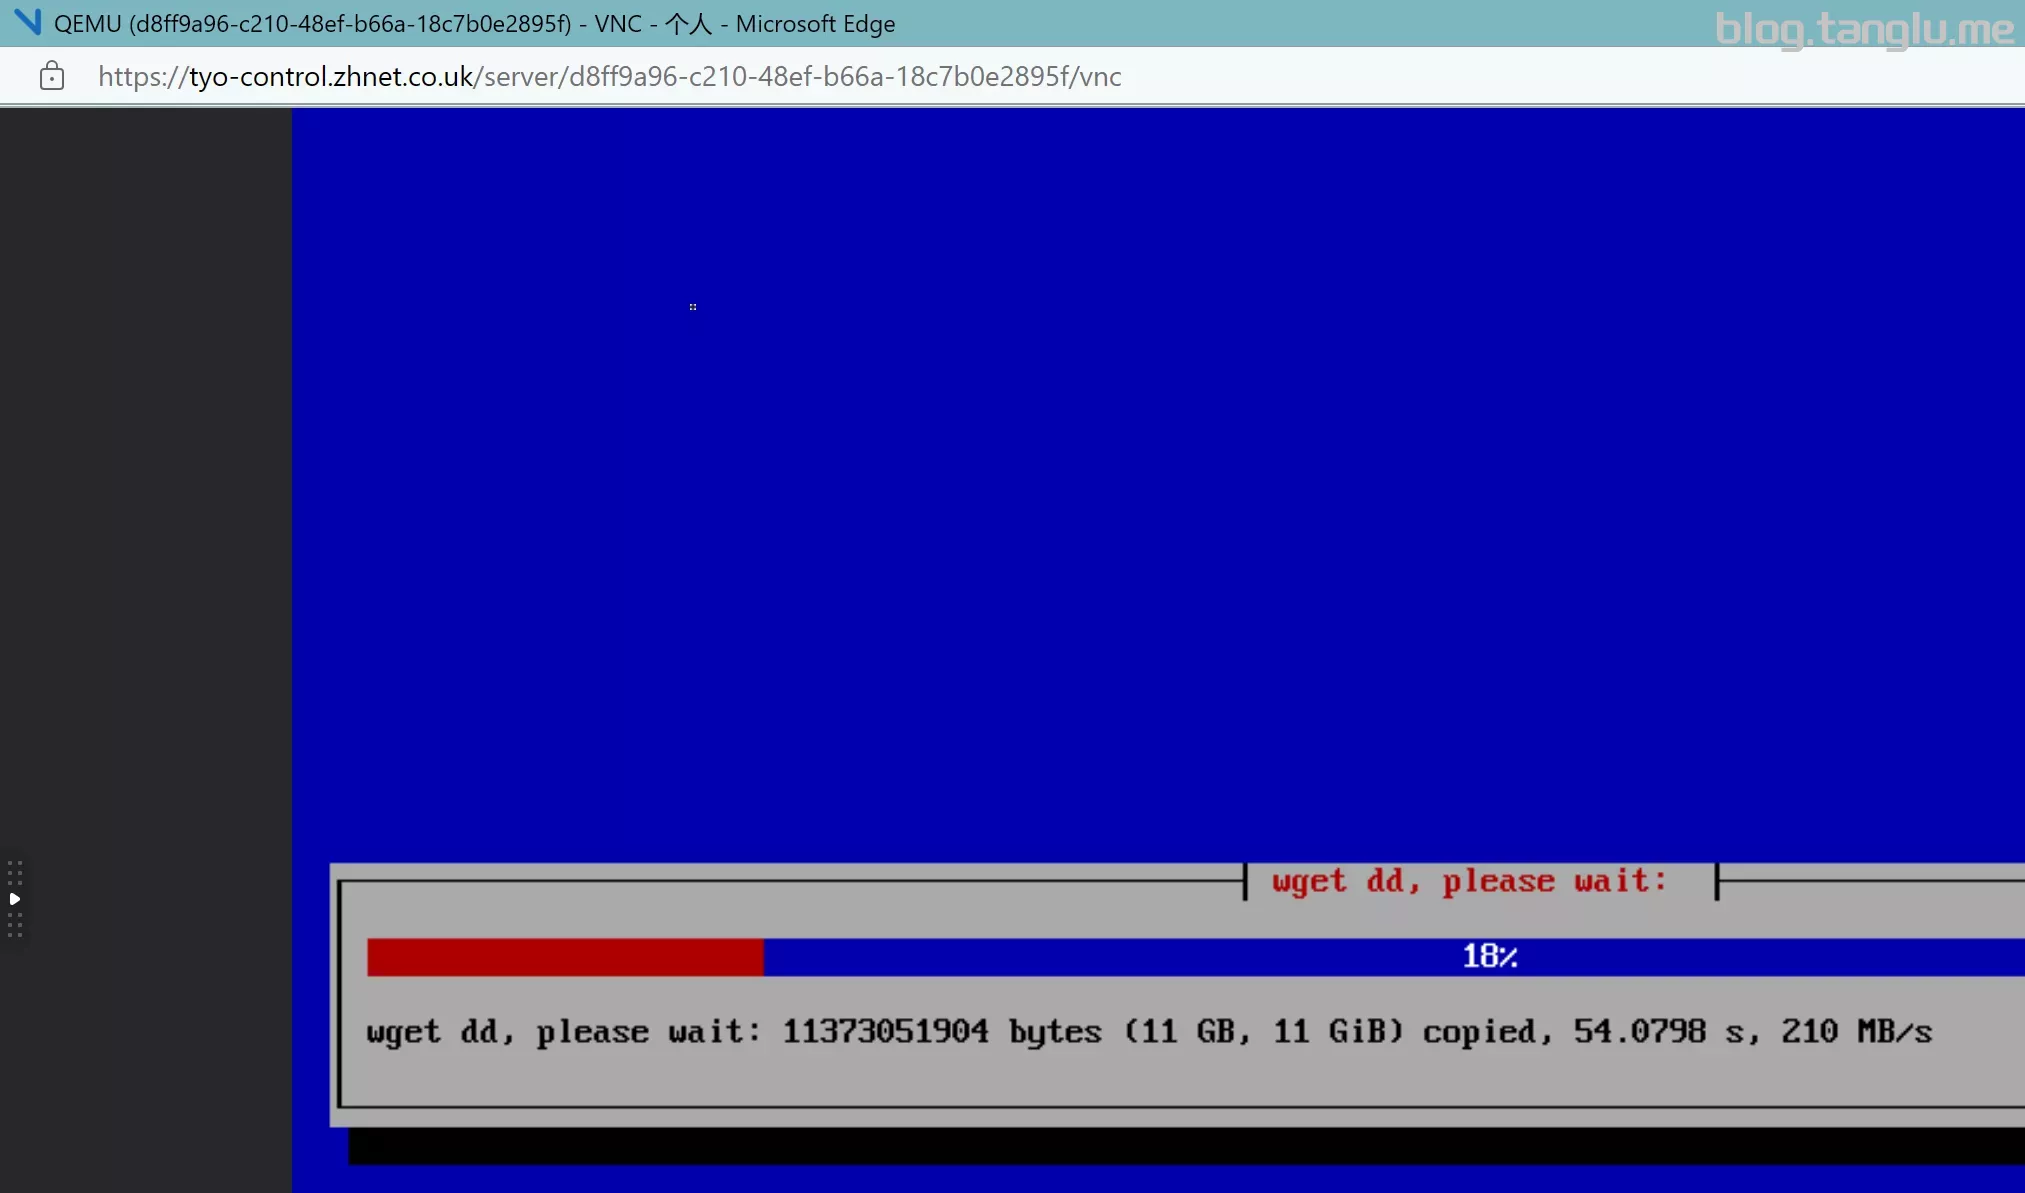 QEMU (d8ff9a96-c210-48ef-b66a-18c7b0e2895f) - VNC - 个人 - Microsoft Edge
blog.tanglu.me
https://tyo-control.zhnet.co.uk/server/d8ff9a96-c210-48ef-b66a-18c7b0e2895f/vnc
wget dd, please wait:
18%
wget dd, please wait: 11373051904 bytes (11 GB, 11 GiB) copied, 54.0798 s, 210 MB/s